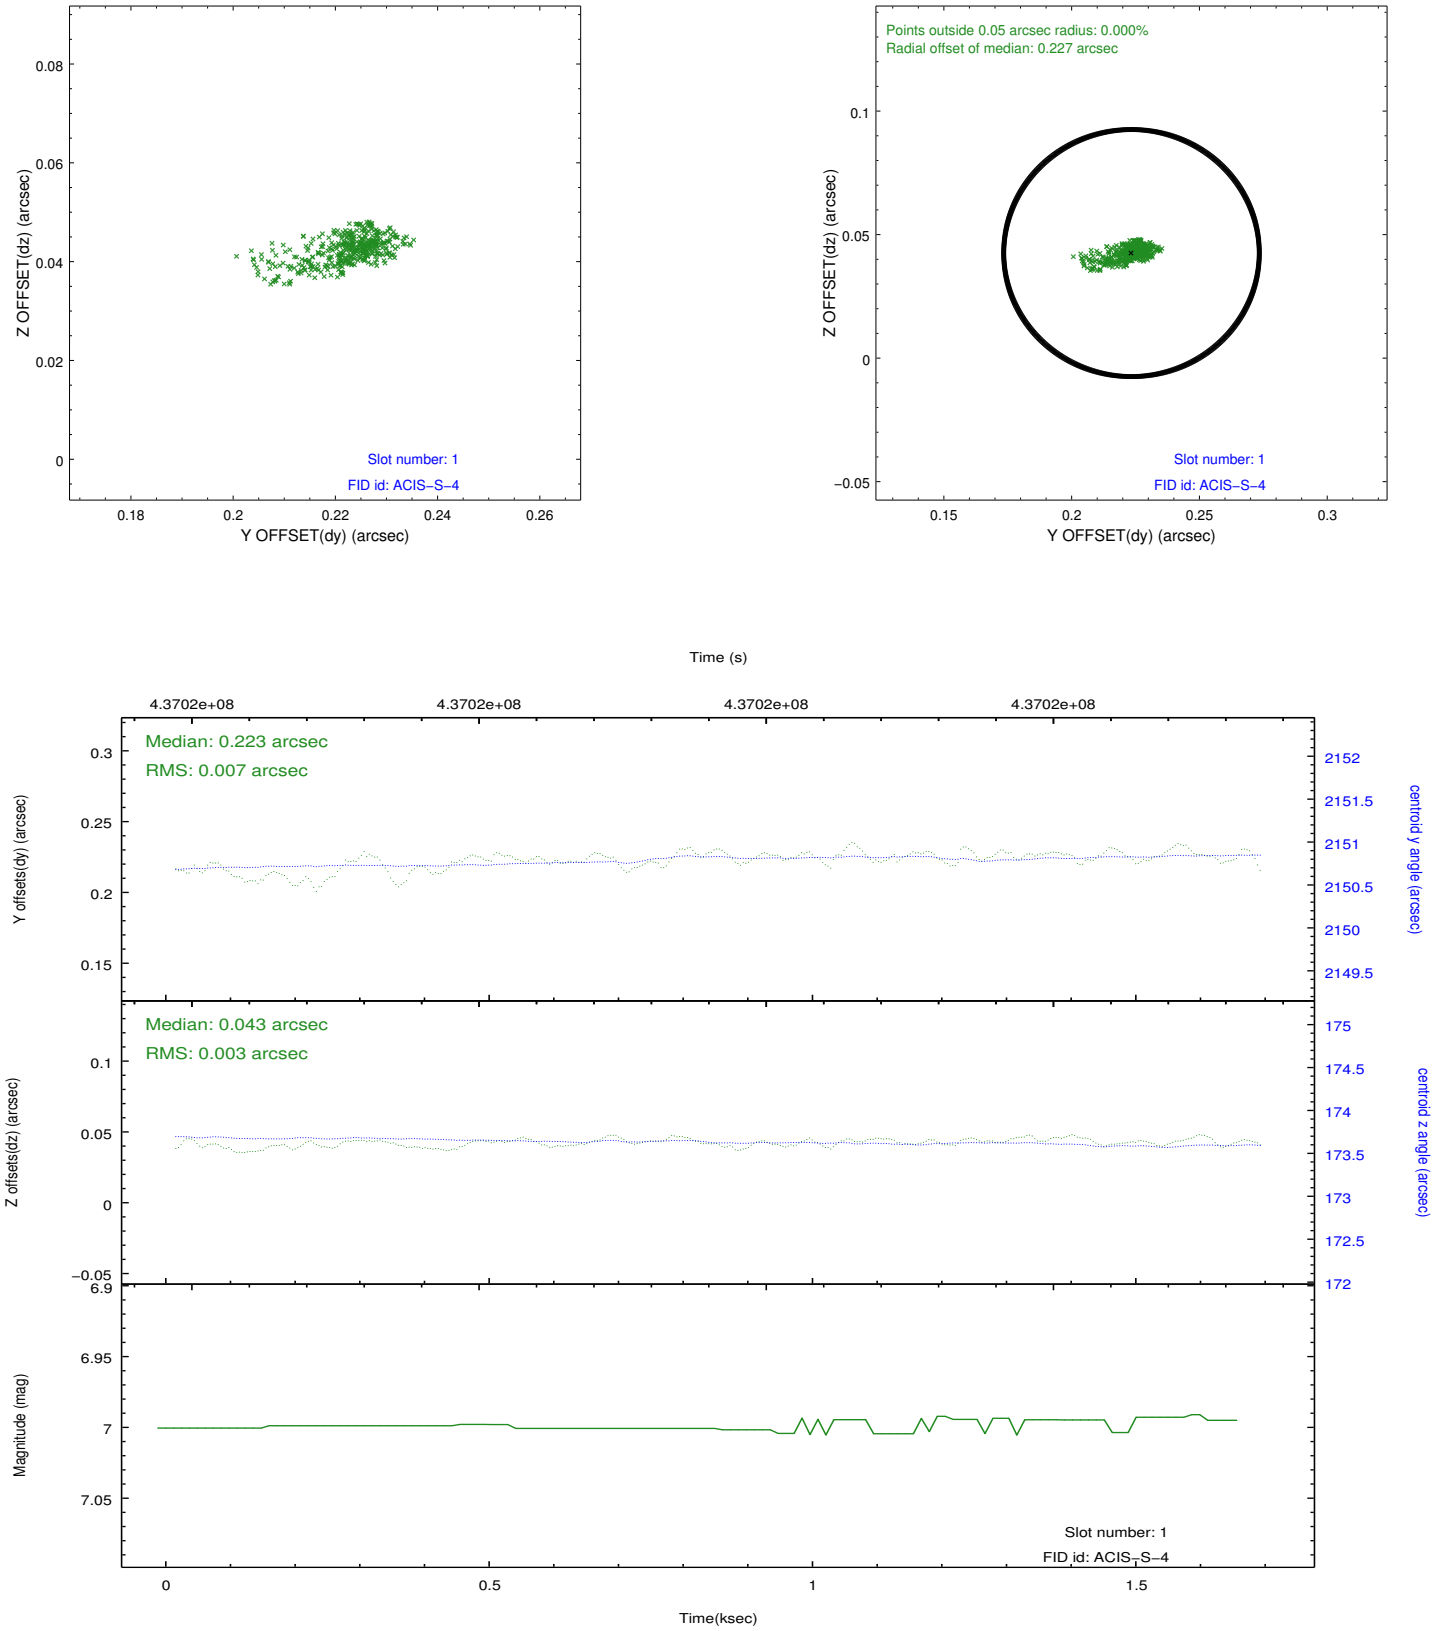 0.08
0.06
0.04
0.02
0
Z OFFSET(dz) (arcsec)
Slot number: 1
FID id: ACIS−S−4
0.18 0.2 0.22 0.24 0.26
Y OFFSET(dy) (arcsec)
Points outside 0.05 arcsec radius: 0.000%
Radial offset of median: 0.227 arcsec
0.1
0.05
0
−0.05
Z OFFSET(dz) (arcsec)
Slot number: 1
FID id: ACIS−S−4
0.15 0.2 0.25 0.3
Y OFFSET(dy) (arcsec)
Time (s)
4.3702e+08 4.3702e+08 4.3702e+08 4.3702e+08
Median: 0.223 arcsec
RMS: 0.007 arcsec
0.3
0.25
0.2
0.15
Y offsets(dy) (arcsec)
2152
2151.5
2151
2150.5
2150
2149.5
centroid y angle (arcsec)
Median: 0.043 arcsec
RMS: 0.003 arcsec
0.1
0.05
0
−0.05
Z offsets(dz) (arcsec)
175
174.5
174
173.5
173
172.5
172
centroid z angle (arcsec)
6.9
6.95
7
7.05
Magnitude (mag)
Slot number: 1
FID id: ACIS−S−4
0 0.5 1 1.5
Time(ksec)